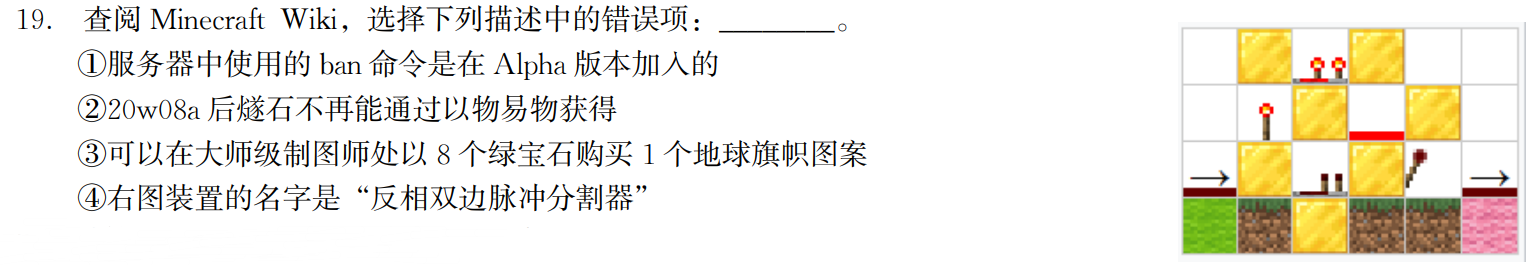 19. 查阅 Minecraft Wiki，选择下列描述中的错误项：________。
①服务器中使用的 ban 命令是在 Alpha 版本加入的
②20w08a 后燧石不再能通过以物易物获得
③可以在大师级制图师处以 8 个绿宝石购买 1 个地球旗帜图案
④右图装置的名字是“反相双边脉冲分割器”